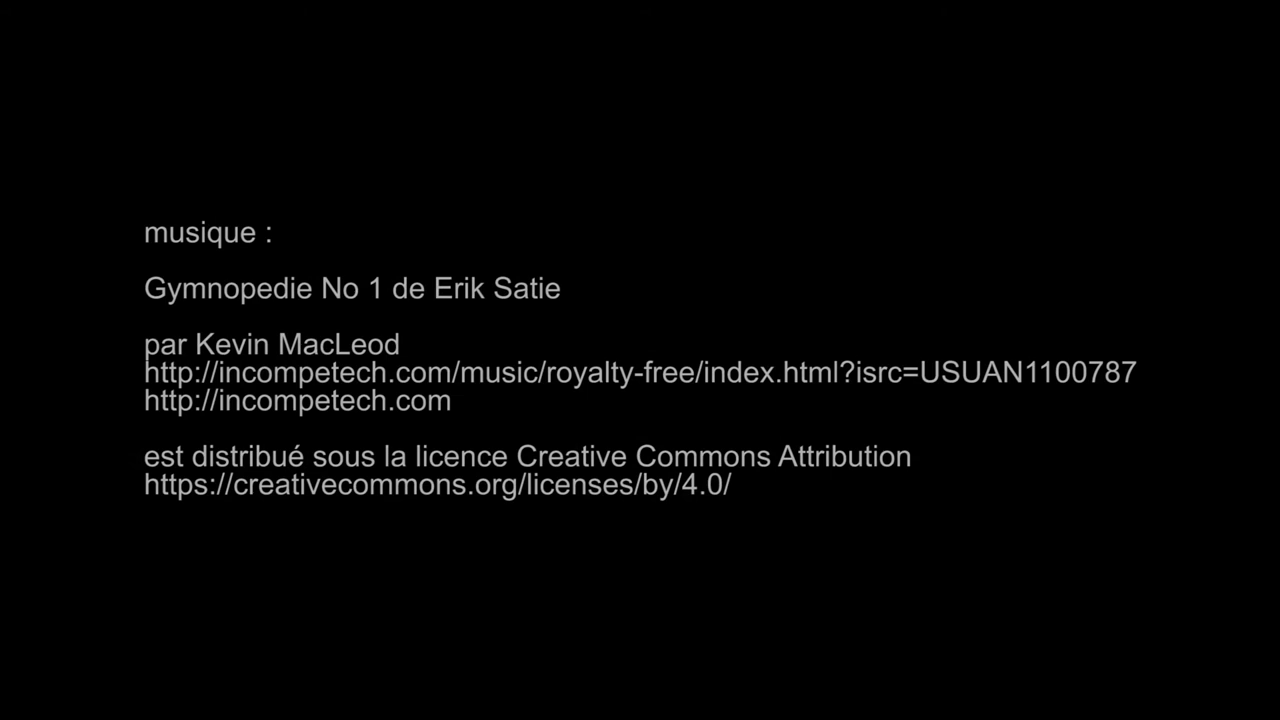 musique :
Gymnopedie No 1 de Erik Satie
par Kevin MacLeod
http://incompetech.com/music/royalty-free/index.html?isrc=USUAN1100787
http://incompetech.com
est distribué sous la licence Creative Commons Attribution
https://creativecommons.org/licenses/by/4.0/